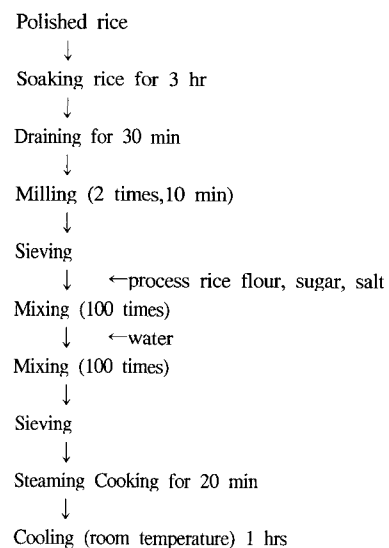 Polished rice
↓
Soaking rice for 3 hr
↓
Draining for 30 min
↓
Milling (2 times,10 min)
↓
Sieving
↓ ←process rice flour, sugar, salt
Mixing (100 times)
↓ ←water
Mixing (100 times)
↓
Sieving
↓
Steaming Cooking for 20 min
↓
Cooling (room temperature) 1 hrs